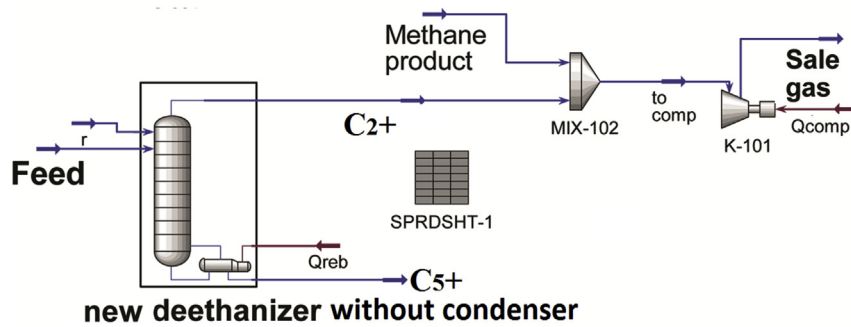 Methane
product
MIX-102
to
comp
Sale
gas
Qcomp
K-101
r
Feed
C2+
SPRDSHT-1
Qreb
C5+
new deethanizer without condenser